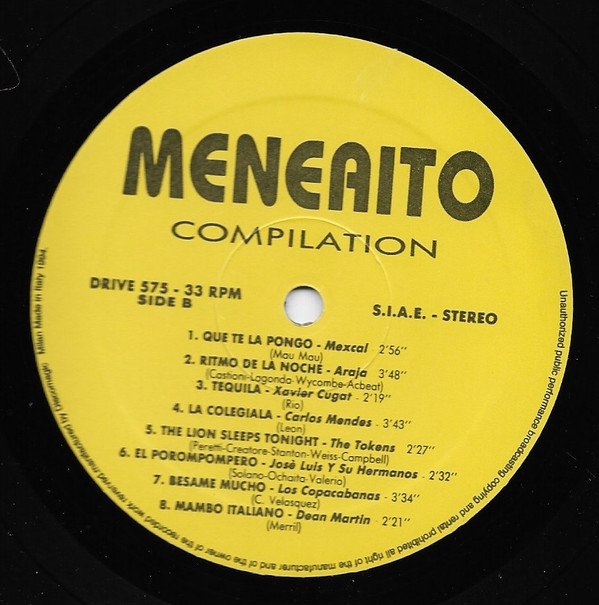 MENEAITO
COMPILATION
DRIVE 575 - 33 RPM
SIDE B
S.I.A.E. - STEREO
1. QUE TE LA PONGO - Mexcal 2'56"
(Mau Mau)
2. RITMO DE LA NOCHE - Araja 3'48"
(Castioni-Lagonda-Wycombe-Acbeat)
3. TEQUILA - Xavier Cugat - 2'19"
(Rio)
4. LA COLEGIALA - Carlos Mendes - 3'43"
(Leon)
5. THE LION SLEEPS TONIGHT - The Tokens - 2'27"
(Peretti-Creatore-Stanton-Weiss-Campbell)
6. EL POROMPOMPERO - Josè Luis Y Su Hermanos - 2'32"
(Solano-Ocharta-Valerio)
7. BESAME MUCHO - Los Copacabanas - 3'34"
(C. Velasquez)
8. MAMBO ITALIANO - Dean Martin - 2'21"
(Merril)
Unauthorized public performance broadcasting copying and rental prohibited all right of the manufacturer and of the owner of the recorded work reserved manufactured by Discomagic Milan Made in Italy 1994.